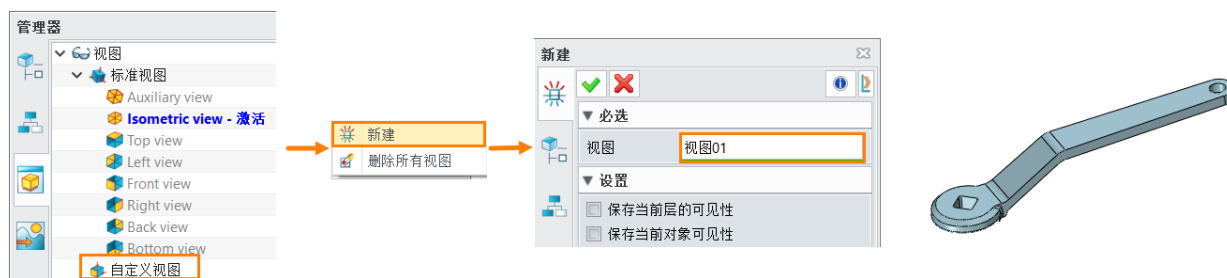 管理器
视图
标准视图
Auxiliary view
Isometric view - 激活
Top view
Left view
Front view
Right view
Back view
Bottom view
自定义视图
新建
删除所有视图
新建
必选
视图 视图01
设置
保存当前层的可见性
保存当前对象可见性